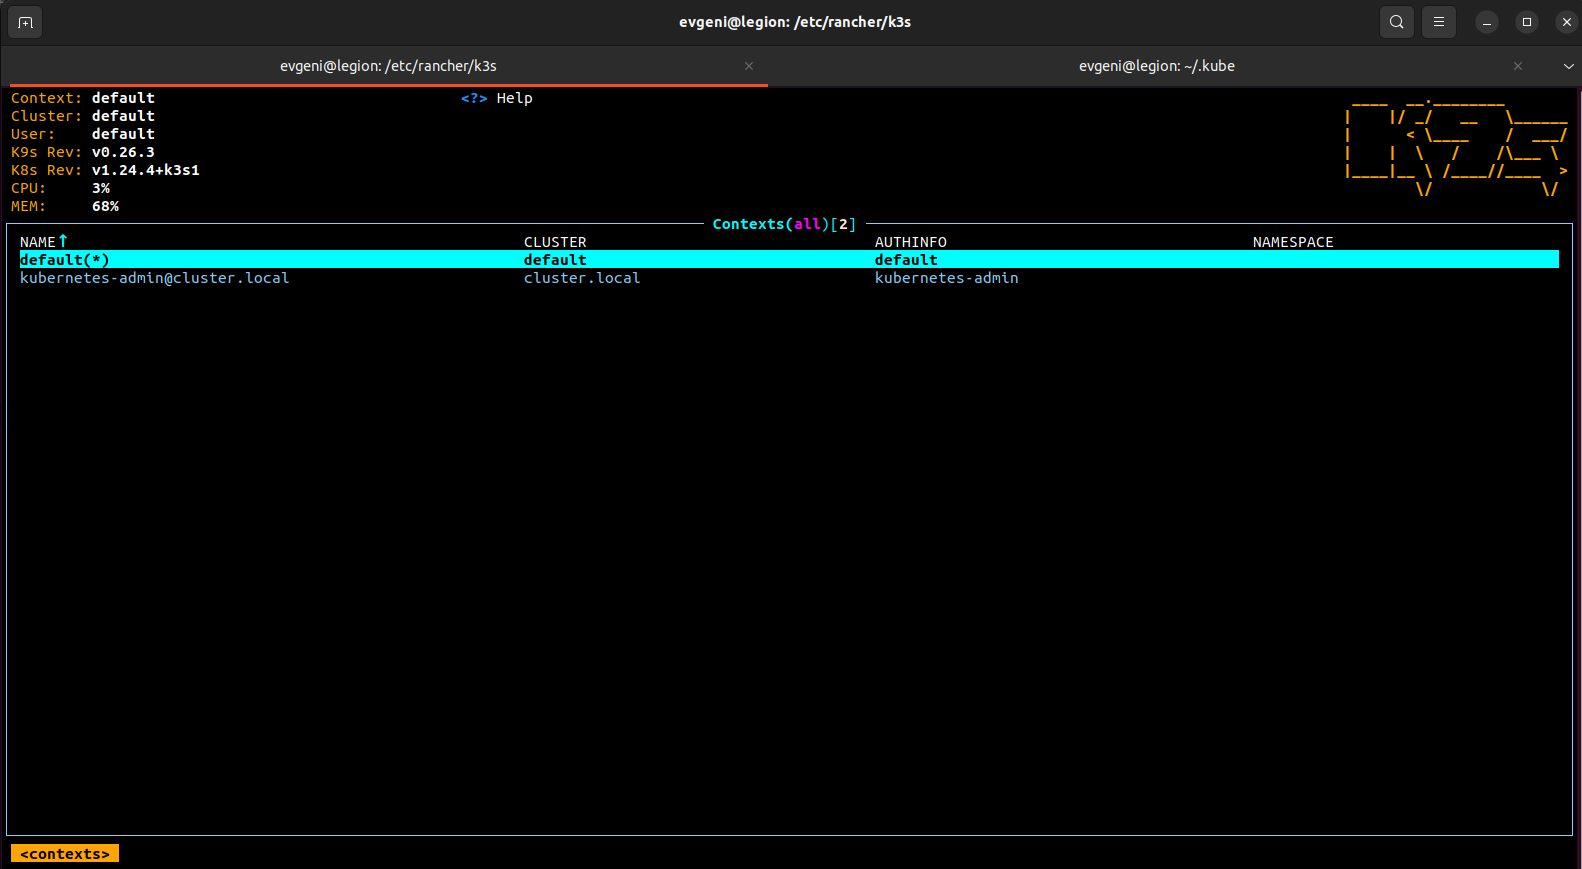 evgeni@legion: /etc/rancher/k3s
evgeni@legion: /etc/rancher/k3s
evgeni@legion: ~/.kube
Context: default
<?> Help
Cluster: default
User: default
K9s Rev: v0.26.3
K8s Rev: v1.24.4+k3s1
CPU: 3%
MEM: 68%
K9s
Contexts(all)[2]
NAME↑ CLUSTER AUTHINFO NAMESPACE
default(*) default default
kubernetes-admin@cluster.local cluster.local kubernetes-admin
<contexts>